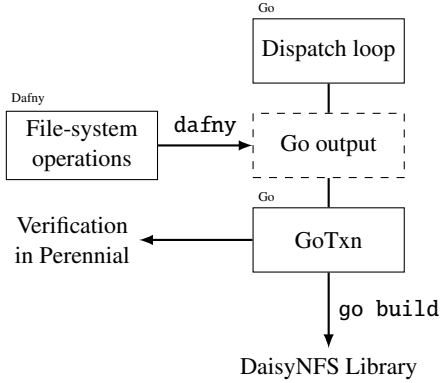 Go
Dispatch loop
Dafny
File-system
operations
dafny
Go output
Go
GoTxn
Verification
in Perennial
go build
DaisyNFS Library